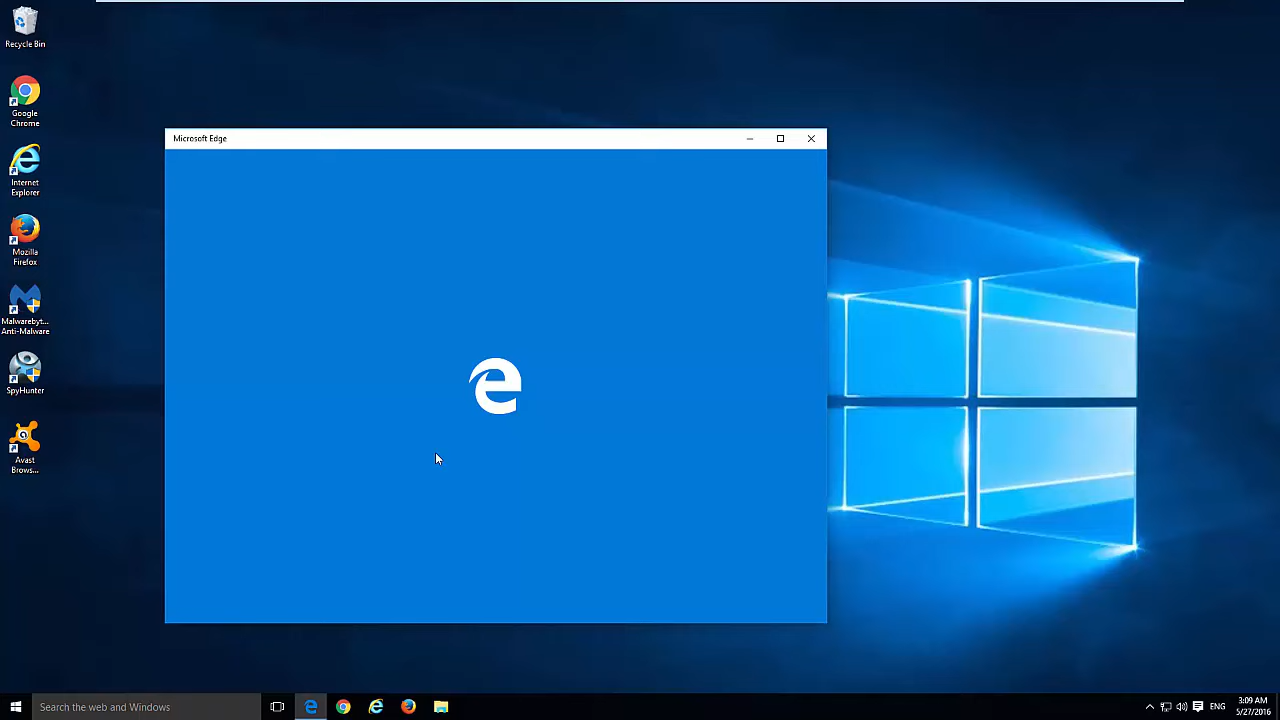 Recycle Bin
Google
Chrome
Internet
Explorer
Mozilla
Firefox
Malwareby t...
Anti-Malware
SpyHunter
Avast
Brows...
Microsoft Edge
Search the web and Windows
ENG
3:09 AM
5/27/2016